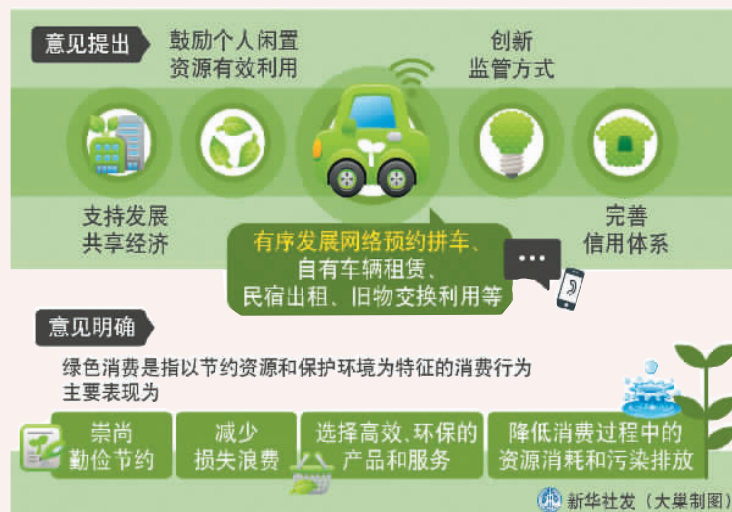 意见提出
鼓励个人闲置
资源有效利用
创新
监管方式
支持发展
共享经济
有序发展网络预约拼车、
自有车辆租赁、
民宿出租、旧物交换利用等
完善
信用体系
意见明确
绿色消费是指以节约资源和保护环境为特征的消费行为
主要表现为
崇尚
勤俭节约
减少
损失浪费
选择高效、环保的
产品和服务
降低消费过程中的
资源消耗和污染排放
新华社发（大巢制图）